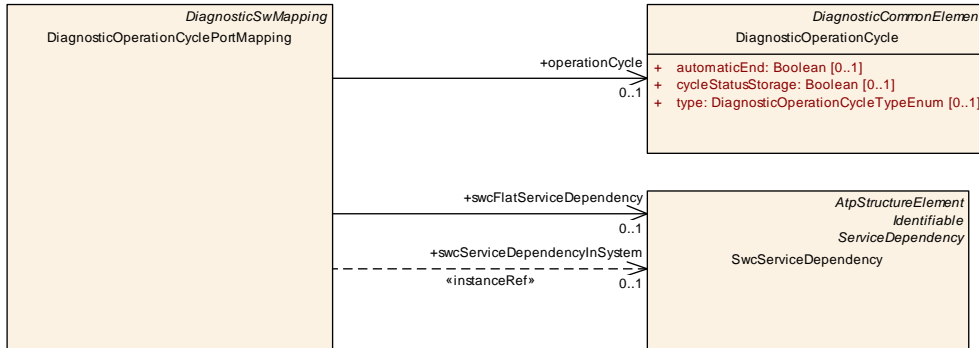 DiagnosticSwMapping
DiagnosticOperationCyclePortMapping
DiagnosticCommonElemen
DiagnosticOperationCycle
+ automaticEnd: Boolean [0..1]
+ cycleStatusStorage: Boolean [0..1]
+ type: DiagnosticOperationCycleTypeEnum [0..1]
+operationCycle
0..1
+swcFlatServiceDependency
0..1
+swcServiceDependencyInSystem
«instanceRef»
0..1
AtpStructureElement
Identifiable
ServiceDependency
SwcServiceDependency